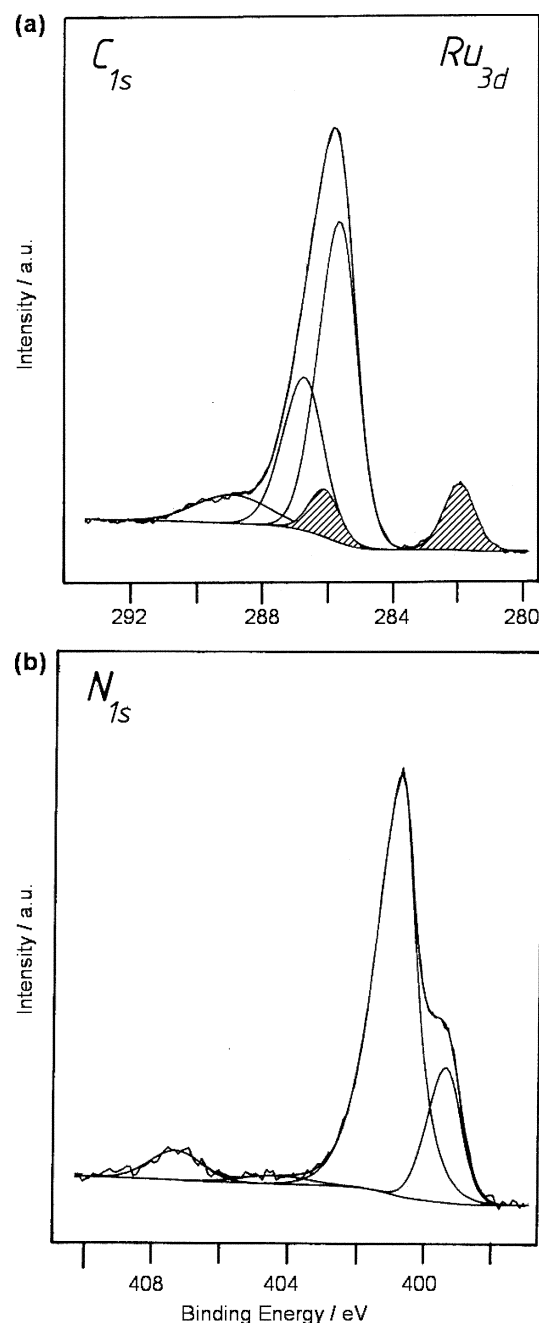 (a)
C1s Ru3d
Intensity / a.u.
292 288 284 280
(b)
N1s
Intensity / a.u.
408 404 400
Binding Energy / eV